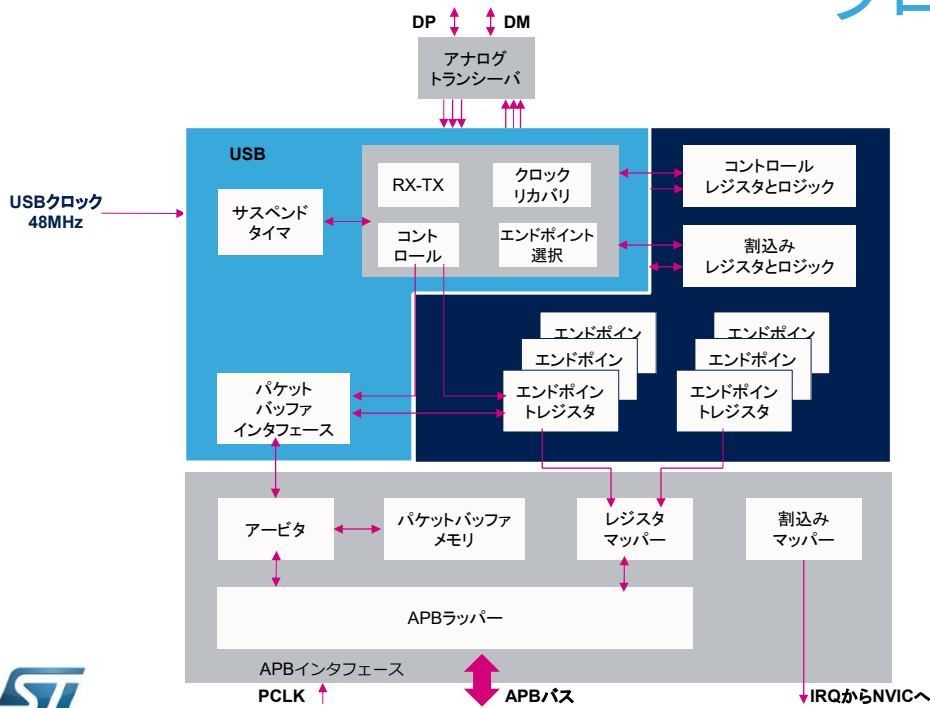 DP
DM
アナログ
トランシーバ
USB
RX-TX
クロック
リカバリ
コント
ロール
エンドポイント
選択
サスペンド
タイマ
USBクロック
48MHz
コントロール
レジスタとロジック
割込み
レジスタとロジック
エンドポイン
エンドポイン
エンドポイン
トレジスタ
エンドポイン
エンドポイン
エンドポイン
トレジスタ
パケット
バッファ
インタフェース
アービタ
パケットバッファ
メモリ
レジスタ
マッパー
割込み
マッパー
APBラッパー
APBインタフェース
PCLK
APBバス
IRQからNVICへ
ST